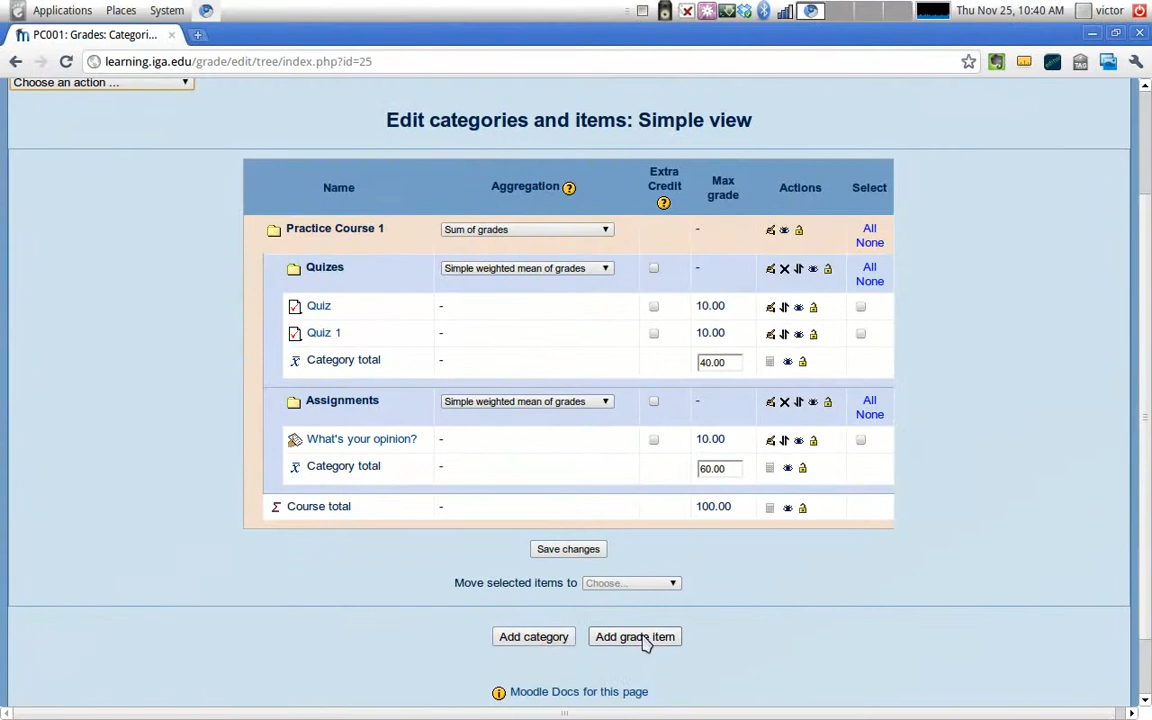 Applications Places System Thu Nov 25, 10:40 AM victor
PC001: Grades: Categori...
learning.iga.edu/grade/edit/tree/index.php?id=25
Choose an action ...
Edit categories and items: Simple view
Name Aggregation Extra Credit Max grade Actions Select
Practice Course 1 Sum of grades - All
None
Quizes Simple weighted mean of grades - All
None
Quiz - 10.00
Quiz 1 - 10.00
Category total - 40.00
Assignments Simple weighted mean of grades - All
None
What's your opinion? - 10.00
Category total - 60.00
Course total - 100.00
Save changes
Move selected items to Choose...
Add category Add grade item
Moodle Docs for this page